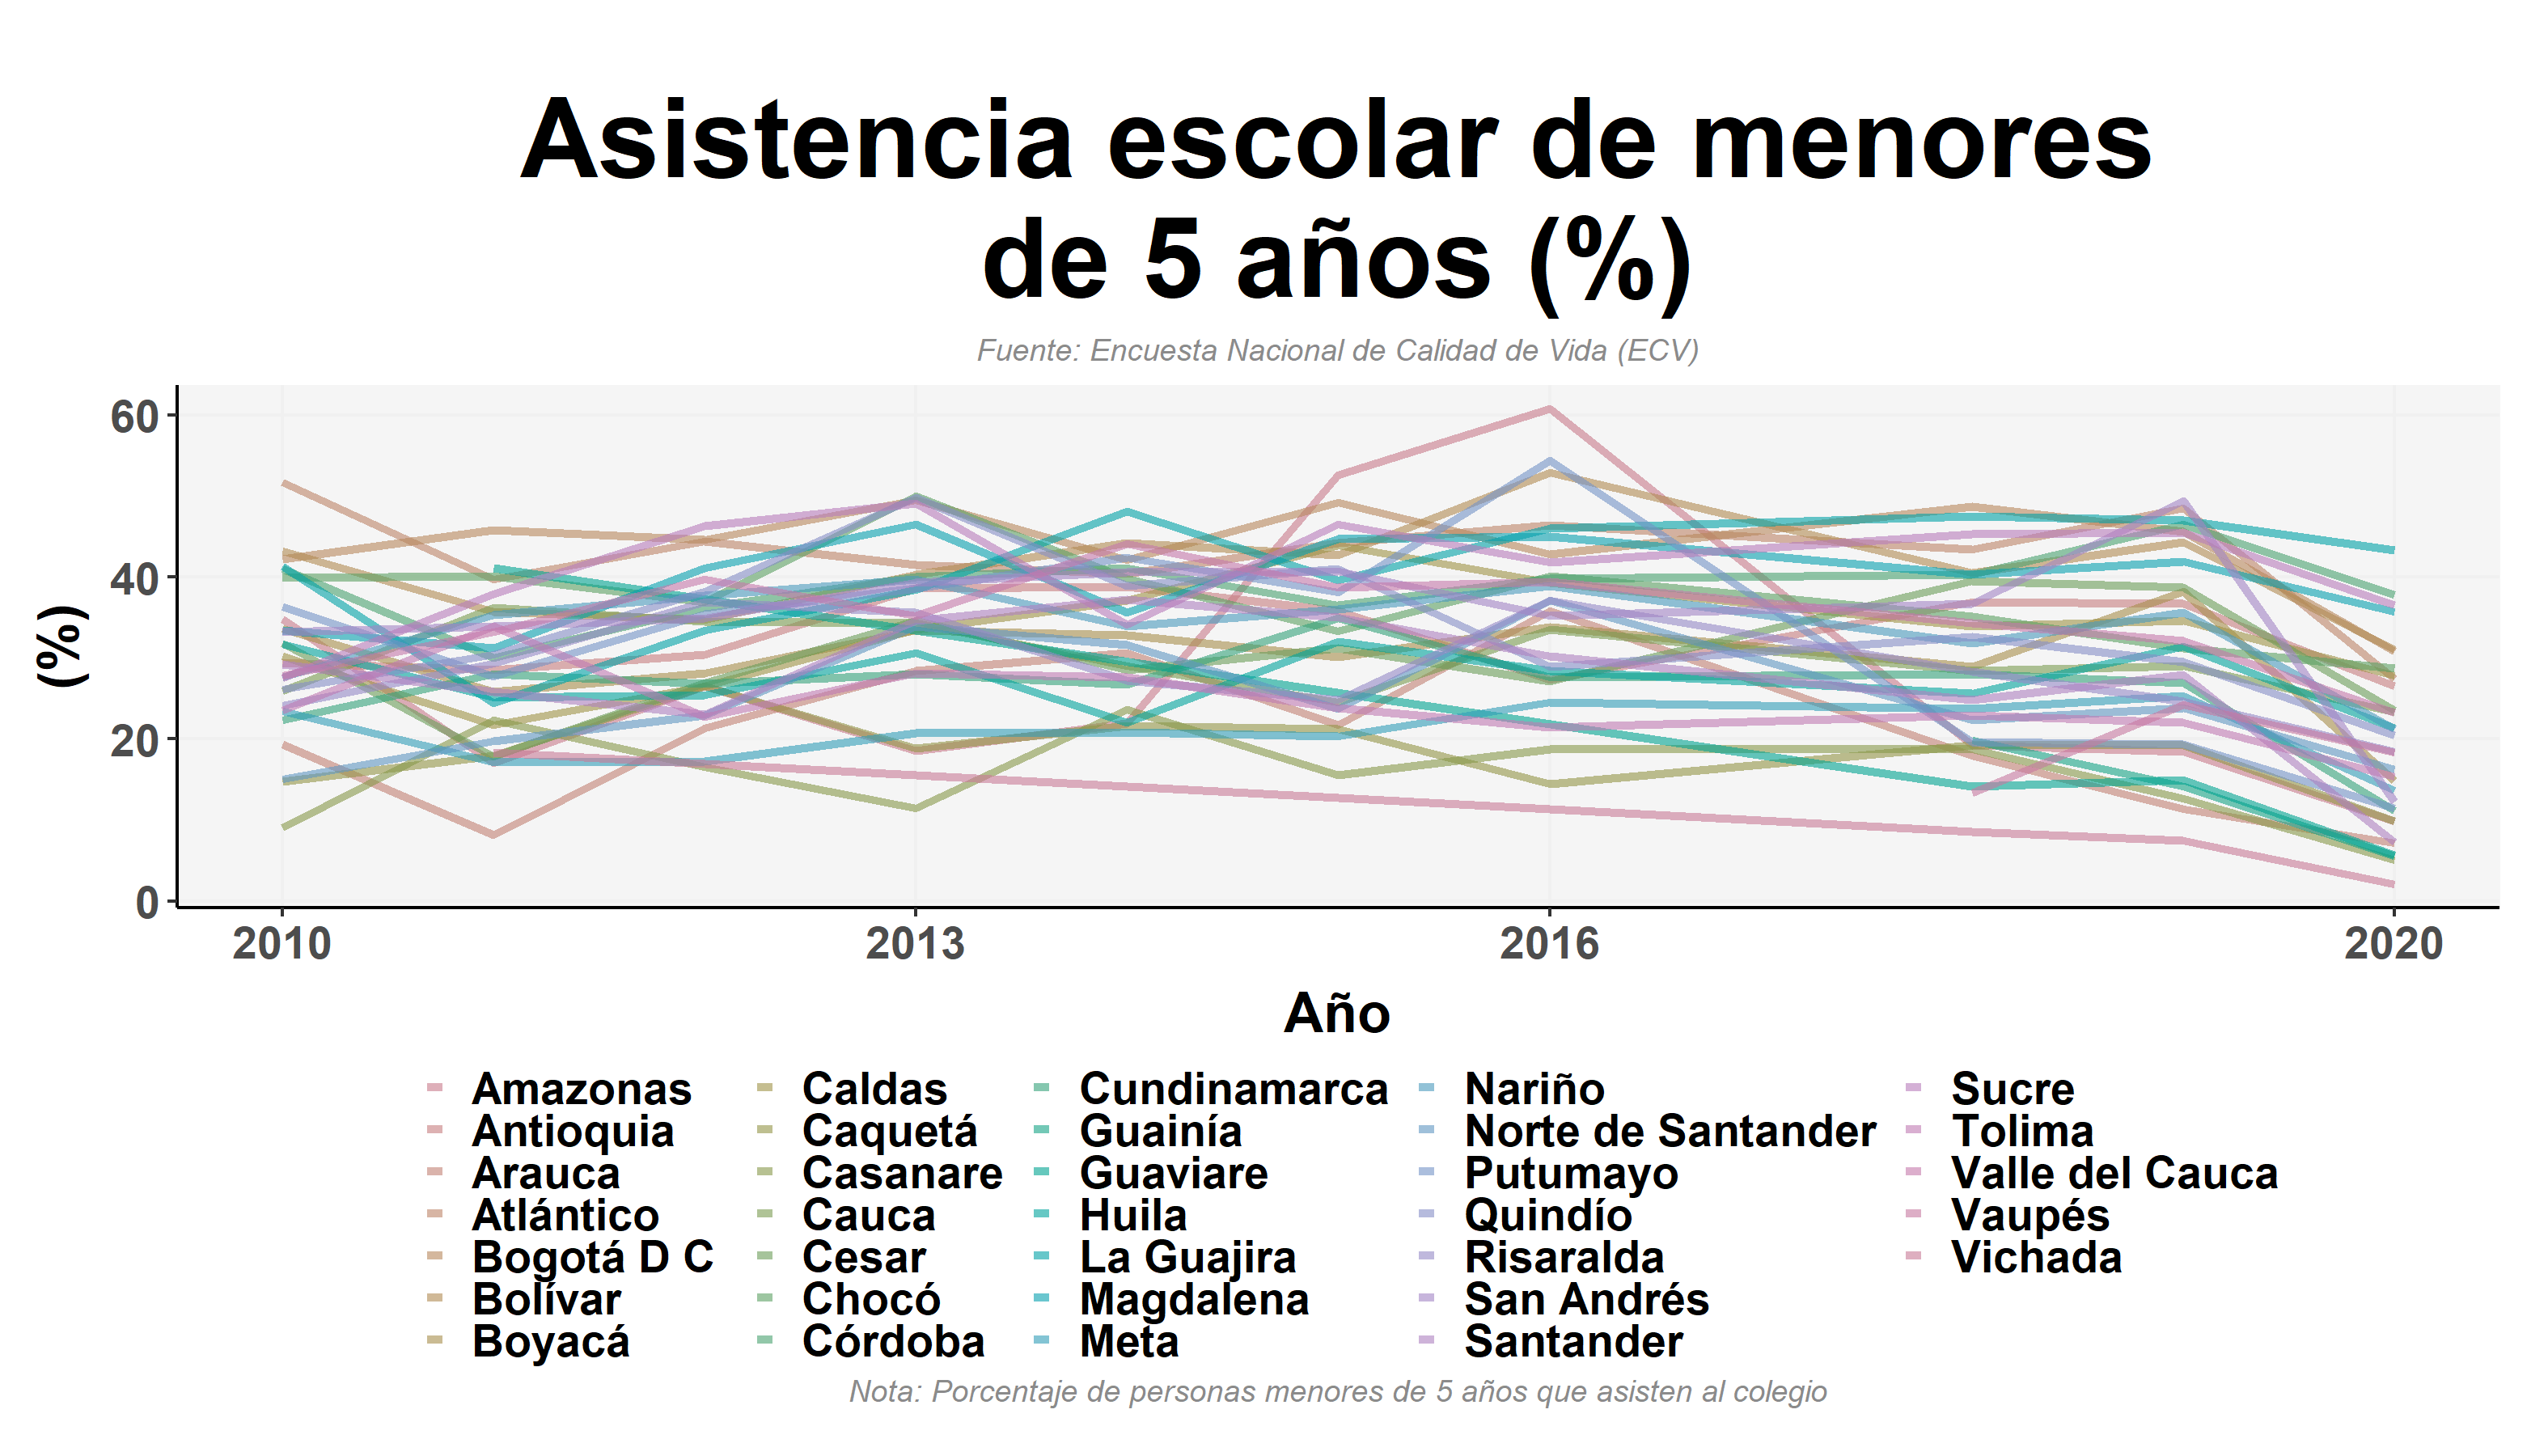 Asistencia escolar de menores
de 5 años (%)
Fuente: Encuesta Nacional de Calidad de Vida (ECV)
(%)
60
40
20
0
2010 2013 2016 2020
Año
Amazonas Caldas Cundinamarca Nariño Sucre
Antioquia Caquetá Guainía Norte de Santander Tolima
Arauca Casanare Guaviare Putumayo Valle del Cauca
Atlántico Cauca Huila Quindío Vaupés
Bogotá D C Cesar La Guajira Risaralda Vichada
Bolívar Chocó Magdalena San Andrés
Boyacá Córdoba Meta Santander
Nota: Porcentaje de personas menores de 5 años que asisten al colegio